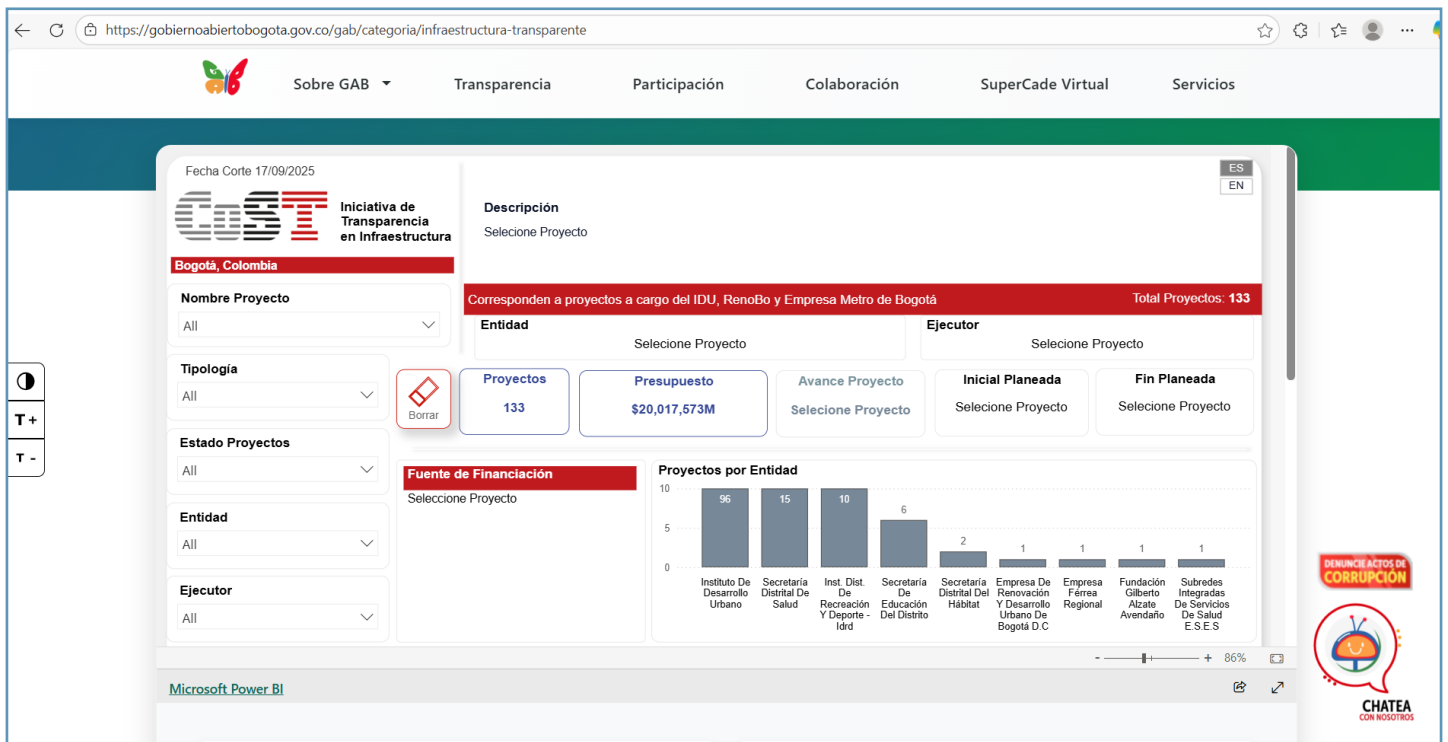 https://gobiernoabiertobogota.gov.co/gab/categoria/infraestructura-transparente
Sobre GAB
Transparencia
Participación
Colaboración
SuperCade Virtual
Servicios
Fecha Corte 17/09/2025
CoST
Iniciativa de
Transparencia
en Infraestructura
Bogotá, Colombia
Descripción
Selecione Proyecto
ES
EN
Nombre Proyecto
All
Corresponden a proyectos a cargo del IDU, RenoBo y Empresa Metro de Bogotá
Total Proyectos: 133
Entidad
Selecione Proyecto
Ejecutor
Selecione Proyecto
Tipología
All
Borrar
Proyectos
133
Presupuesto
$20,017,573M
Avance Proyecto
Selecione Proyecto
Inicial Planeada
Selecione Proyecto
Fin Planeada
Selecione Proyecto
T +
T -
Estado Proyectos
All
Entidad
All
Ejecutor
All
Fuente de Financiación
Seleccione Proyecto
Proyectos por Entidad
10
5
0
96
15
10
6
2
1
1
1
1
Instituto De
Desarrollo
Urbano
Secretaría
Distrital De
Salud
Inst. Dist.
De
Recreación
Y Deporte -
Idrd
Secretaría
De
Educación
Del Distrito
Secretaría
Distrital Del
Hábitat
Empresa De
Renovación
Y Desarrollo
Urbano De
Bogotá D.C
Empresa
Férrea
Regional
Fundación
Gilberto
Alzate
Avendaño
Subredes
Integradas
De Servicios
De Salud
E.S.E.S
- + 86%
Microsoft Power BI
DENUNCIE ACTOS DE
CORRUPCIÓN
CHATEA
CON NOSOTROS